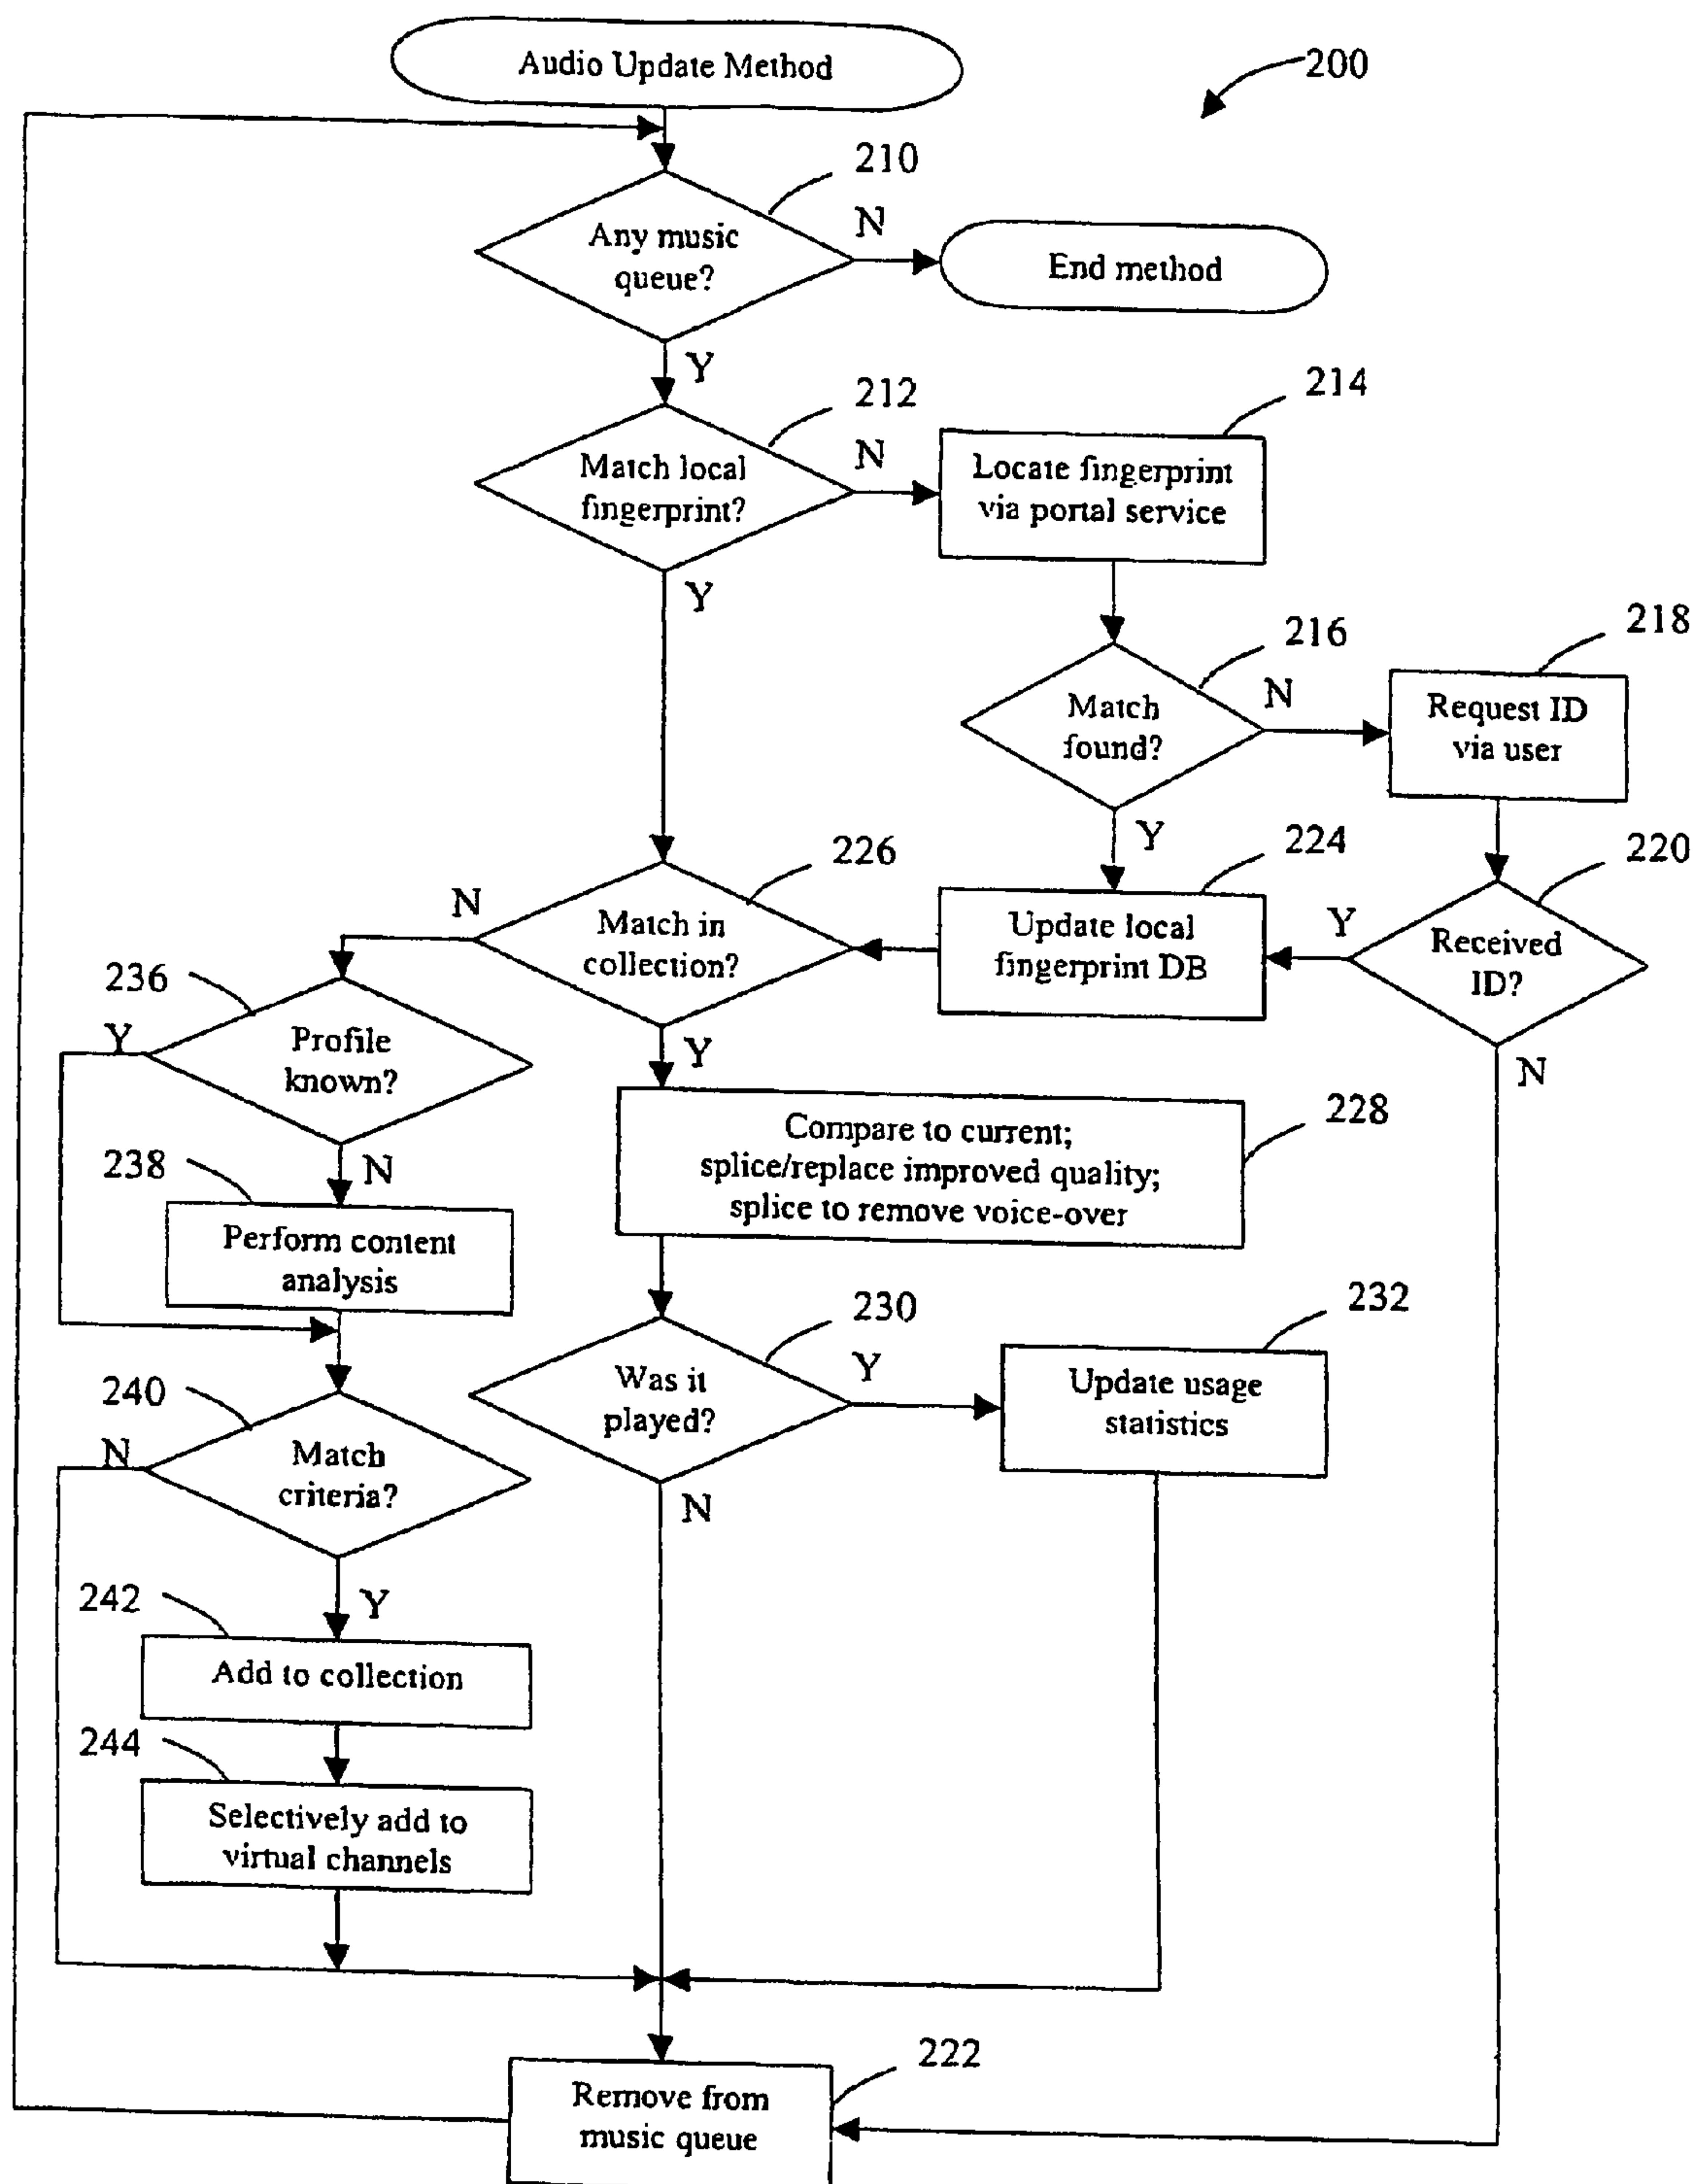 Audio Update Method
200
210
Any music
queue?
N
End method
Y
212
Match local
fingerprint?
N
214
Locate fingerprint
via portal service
Y
216
Match
found?
N
218
Request ID
via user
Y
220
Received
ID?
Y
N
224
Update local
fingerprint DB
226
Match in
collection?
N
Y
236
Profile
known?
Y
N
228
Compare to current;
splice/replace improved quality;
splice to remove voice-over
238
Perform content
analysis
230
Was it
played?
Y
232
Update usage
statistics
N
240
Match
criteria?
N
Y
242
Add to collection
244
Selectively add to
virtual channels
222
Remove from
music queue